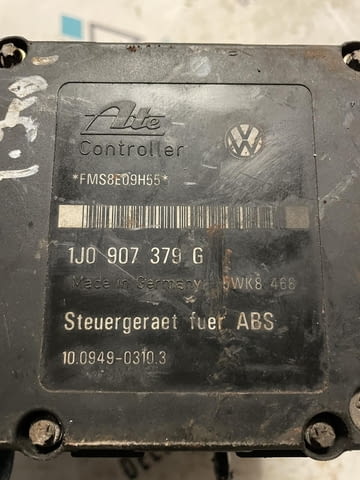 Ate
Controller
*FMS8E09H55*
1J0 907 379 G
Made in Germany 5WK8 468
Steuergeraet fuer ABS
10.0949-0310.3